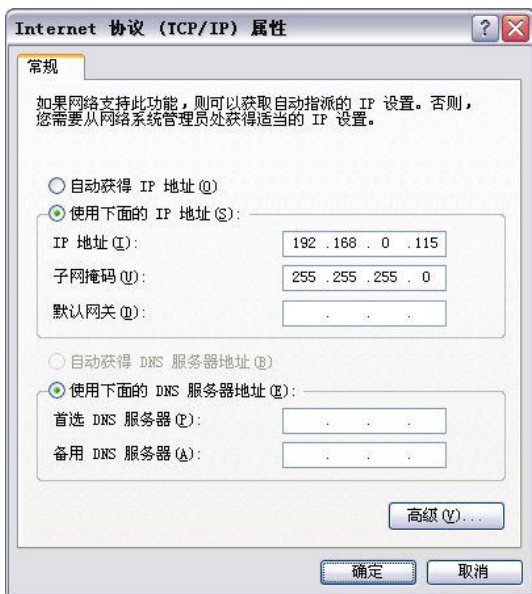 Internet 协议 (TCP/IP) 属性
常规
如果网络支持此功能，则可以获取自动指派的 IP 设置。否则，
您需要从网络系统管理员处获得适当的 IP 设置。
自动获得 IP 地址(O)
使用下面的 IP 地址(S):
IP 地址(I): 192 .168 . 0 .115
子网掩码(U): 255 .255 .255 . 0
默认网关(D): . . .
自动获得 DNS 服务器地址(B)
使用下面的 DNS 服务器地址(E):
首选 DNS 服务器(P): . . .
备用 DNS 服务器(A): . . .
高级(V)...
确定 取消